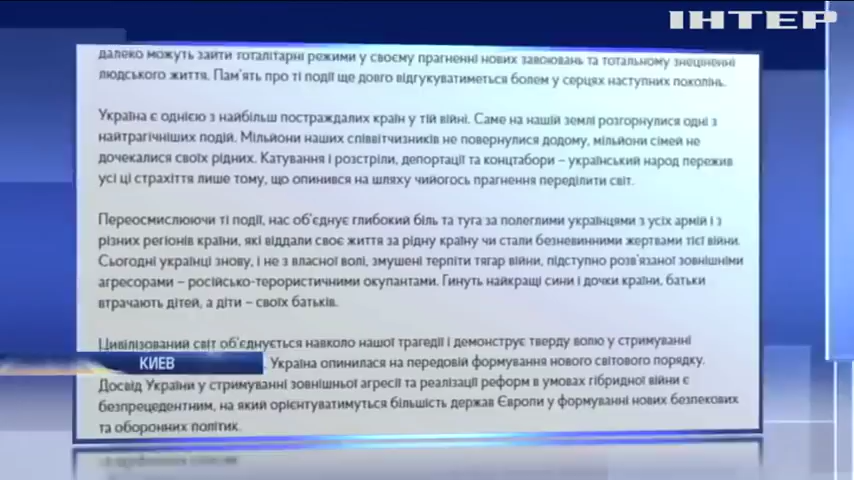 ІНТЕР
далеко можуть зайти тоталітарні режими у своєму прагненні нових завоювань та тотальному знеціненні
людського життя. Пам'ять про ті події ще довго відгукуватиметься болем у серцях наступних поколінь.
Україна є однією з найбільш постраждалих країн у тій війні. Саме на нашій землі розгорнулися одні з
найтрагічніших подій. Мільйони наших співвітчизників не повернулися додому, мільйони сімей не
дочекалися своїх рідних. Катування і розстріли, депортації та концтабори – український народ пережив
усі ці страхіття лише тому, що опинився на шляху чийогось прагнення переділити світ.
Переосмислюючи ті події, нас об'єднує глибокий біль та туга за полеглими українцями з усіх армій і з
різних регіонів країни, які віддали своє життя за рідну країну чи стали безневинними жертвами тієї війни.
Сьогодні українці знову, і не з власної волі, змушені терпіти тягар війни, підступно розв'язаної зовнішніми
агресорами – російсько-терористичними окупантами. Гинуть найкращі сини і дочки країни, батьки
втрачають дітей, а діти – своїх батьків.
Цивілізований світ об'єднується навколо нашої трагедії і демонструє тверду волю у стримуванні
КИЕВ
. Україна опинилася на передовій формування нового світового порядку.
Досвід України у стримуванні зовнішньої агресії та реалізації реформ в умовах гібридної війни є
безпрецедентним, на який орієнтуватимуться більшість держав Європи у формуванні нових безпекових
та оборонних політик.